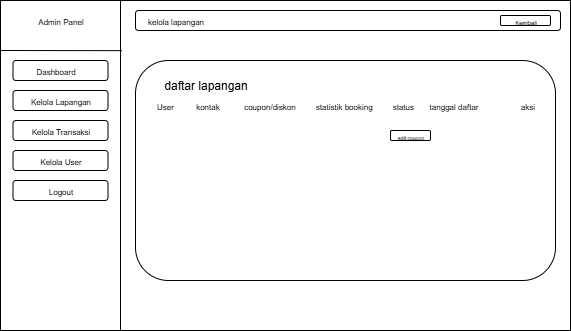 Admin Panel
kelola lapangan
Kembali
Dashboard
Kelola Lapangan
Kelola Transaksi
Kelola User
Logout
daftar lapangan
User kontak coupon/diskon statistik booking status tanggal daftar aksi
edit coupon